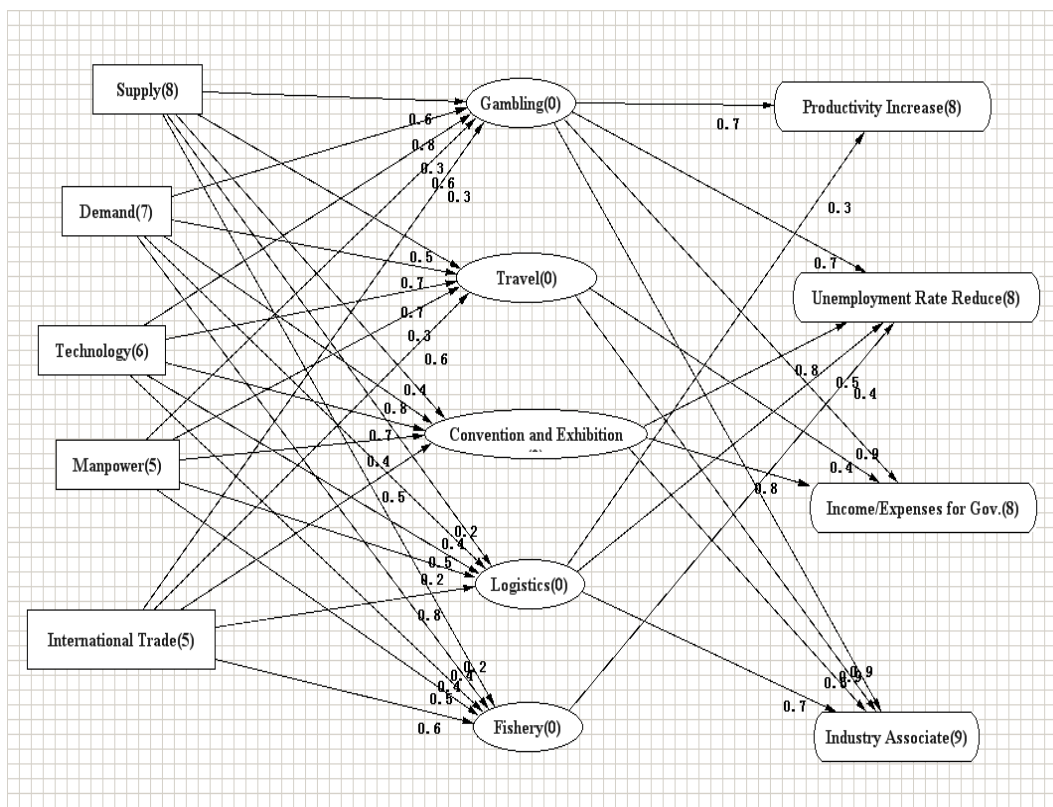 Supply(8)
Gambling(0)
Productivity Increase(8)
0.6
0.7
0.8
0.3
0.6
0.3
0.3
Demand(7)
0.5
0.7
Travel(0)
0.7
Unemployment Rate Reduce(8)
0.7
0.3
Technology(6)
0.6
0.8
0.5
0.4
0.4
0.8
Convention and Exhibition
0.7
0.9
Manpower(5)
0.4
0.4
0.5
0.8
Income/Expenses for Gov.(8)
0.2
0.4
0.5
0.2
Logistics(0)
0.8
International Trade(5)
0.2
0.4
0.9
0.4
0.5
0.7
0.6
Fishery(0)
Industry Associate(9)